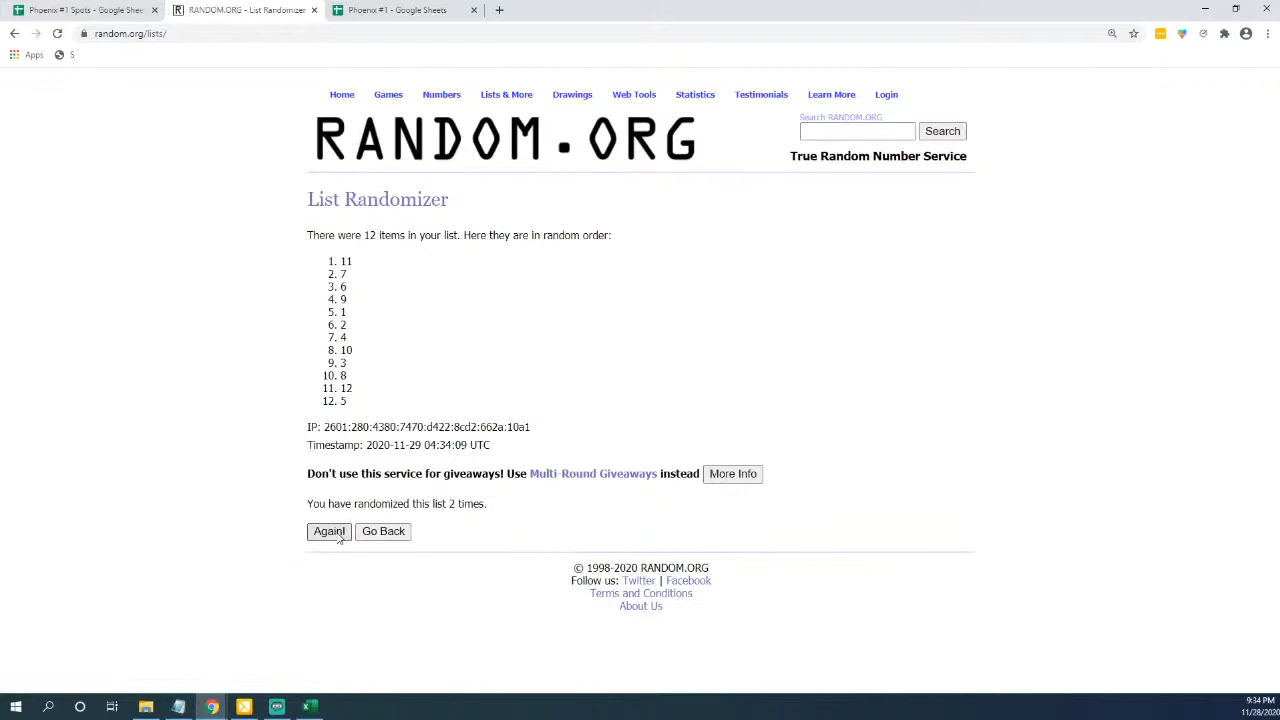 Phoenix #1 Spots - Google Sheet
RANDOM.ORG - List Randomizer
Phoenix #1 - Google Sheets
random.org/lists/
Apps
S
Home
Games
Numbers
Lists & More
Drawings
Web Tools
Statistics
Testimonials
Learn More
Login
RANDOM.ORG
Search RANDOM.ORG
Search
True Random Number Service
List Randomizer
There were 12 items in your list. Here they are in random order:
1. 11
2. 7
3. 6
4. 9
5. 1
6. 2
7. 4
8. 10
9. 3
10. 8
11. 12
12. 5
IP: 2601:280:4380:7470:d422:8cd2:662a:10a1
Timestamp: 2020-11-29 04:34:09 UTC
Don't use this service for giveaways! Use Multi-Round Giveaways instead
More Info
You have randomized this list 2 times.
Again!
Go Back
© 1998-2020 RANDOM.ORG
Follow us: Twitter | Facebook
Terms and Conditions
About Us
9:34 PM
11/28/2020